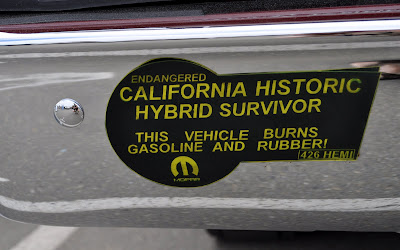 ENDANGERED
CALIFORNIA HISTORIC
HYBRID SURVIVOR
THIS VEHICLE BURNS
GASOLINE AND RUBBER!
426 HEMI
MOPAR